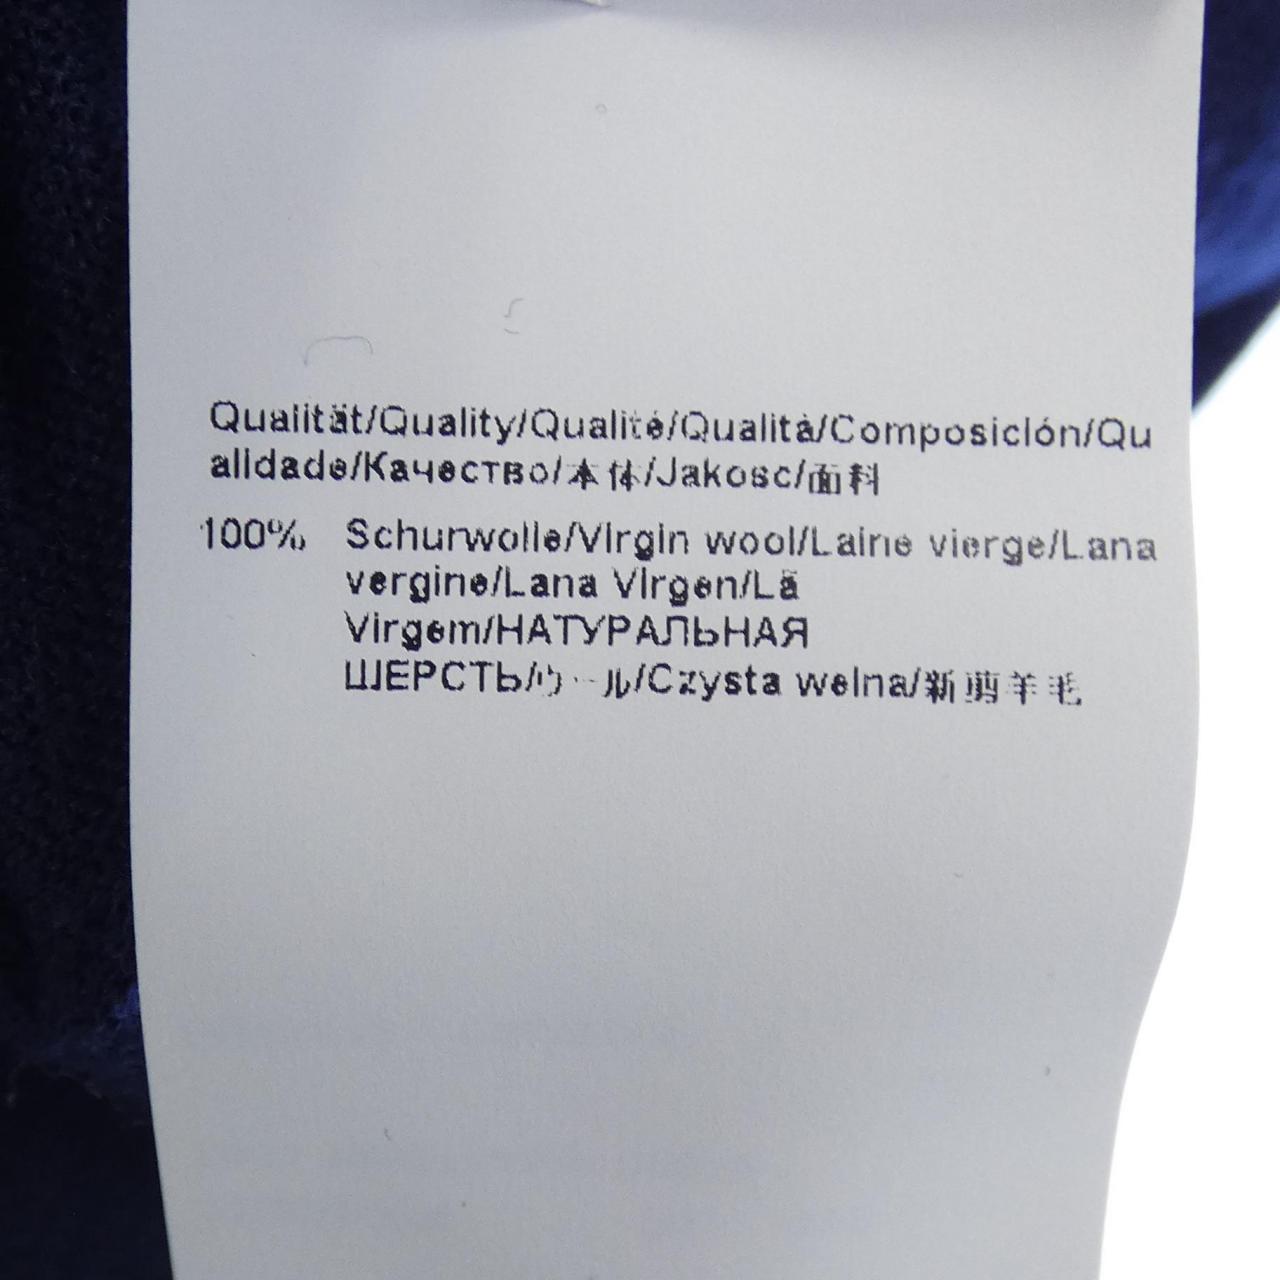 Qualität/Quality/Qualité/Qualità/Composición/Qu
alidade/Качество/本体/Jakosc/面料
100% Schurwolle/Virgin wool/Laine vierge/Lana
vergine/Lana Virgen/Lã
Virgem/НАТУРАЛЬНАЯ
ШЕРСТЬ/ウール/Czysta welna/新剪羊毛